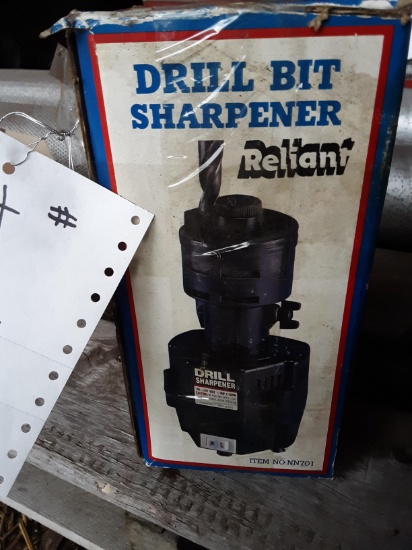 DRILL BIT
SHARPENER
Reliant
DRILL
SHARPENER
ITEM NO NN701
#